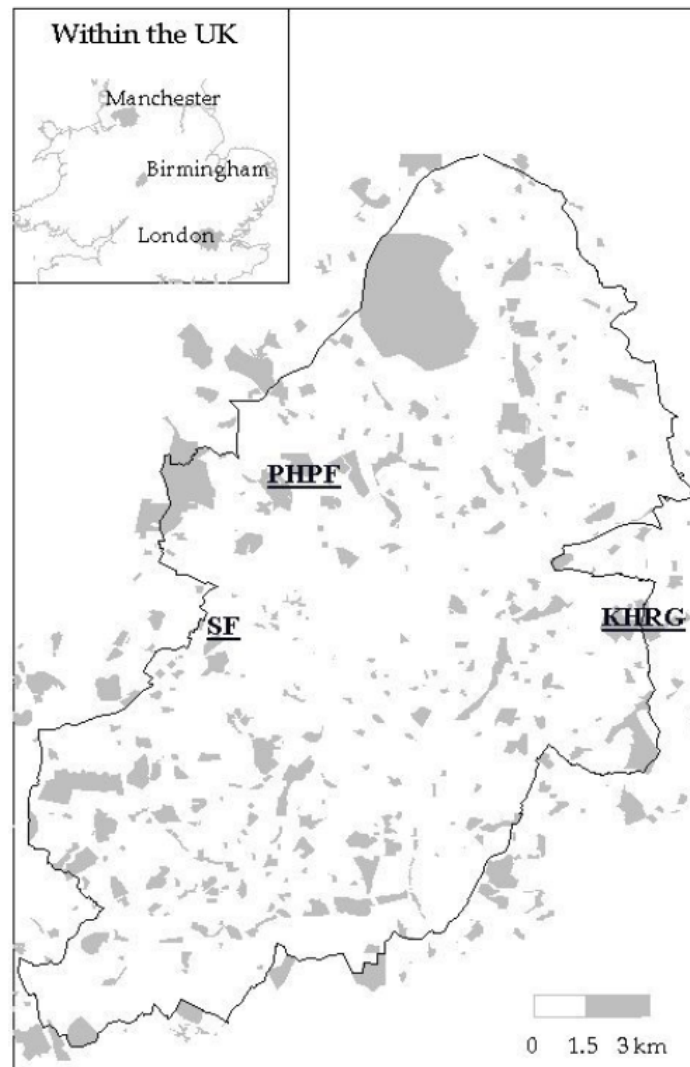 Within the UK
Manchester
Birmingham
London
PHPF
SF
KHRG
0 1.5 3 km